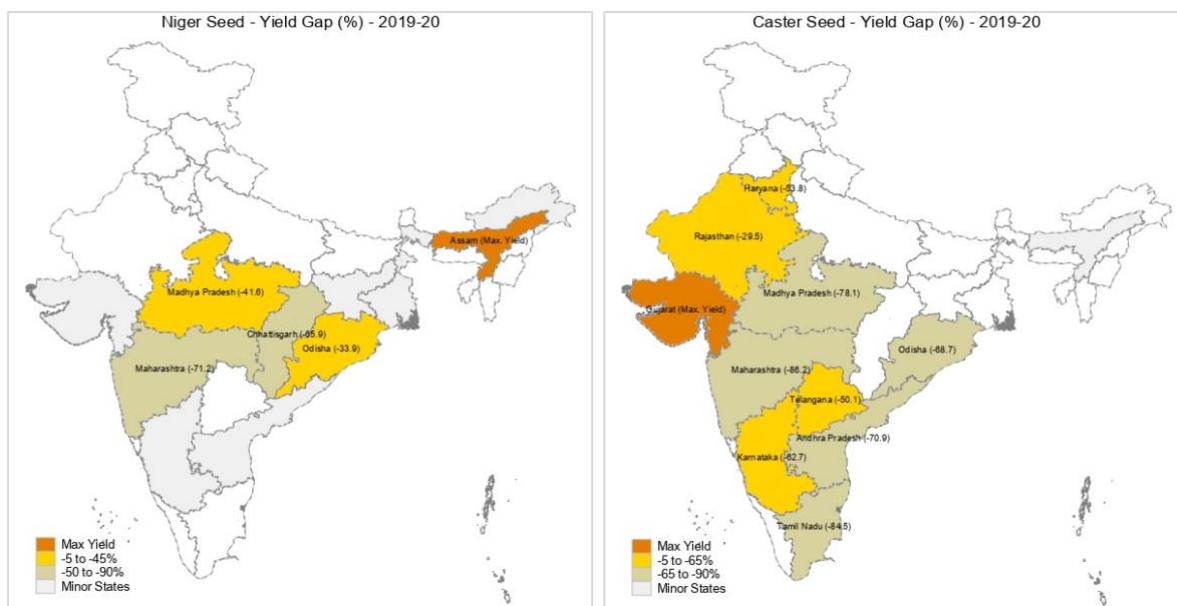 Niger Seed - Yield Gap (%) - 2019-20
Assam (Max. Yield)
Madhya Pradesh (-41.6)
Chhattisgarh (-65.9)
Odisha (-33.9)
Maharashtra (-71.2)
Max Yield
-5 to -45%
-50 to -90%
Minor States
Caster Seed - Yield Gap (%) - 2019-20
Haryana (-53.8)
Rajasthan (-29.5)
Gujarat (Max. Yield)
Madhya Pradesh (-78.1)
Odisha (-68.7)
Maharashtra (-86.2)
Telangana (-50.1)
Andhra Pradesh (-70.9)
Karnataka (-62.7)
Tamil Nadu (-84.5)
Max Yield
-5 to -65%
-65 to -90%
Minor States